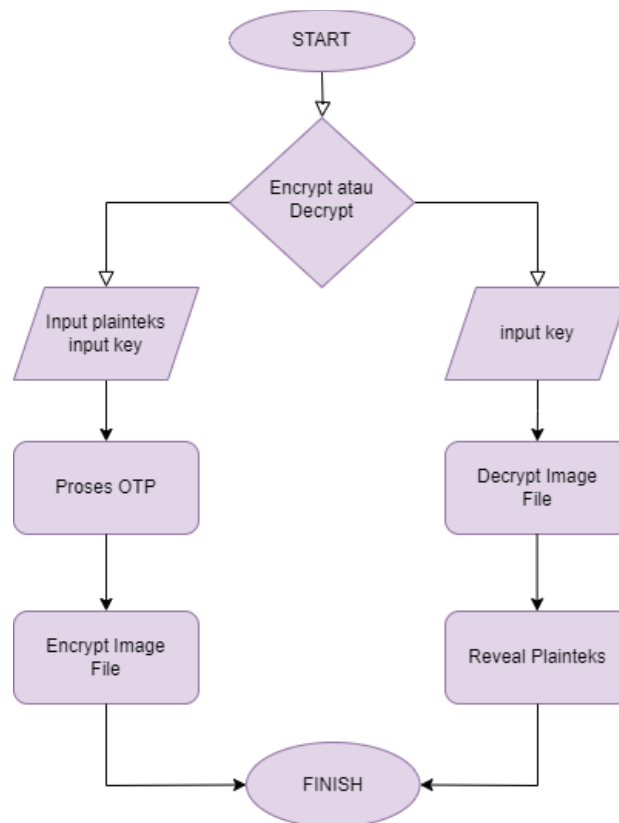 START
Encrypt atau
Decrypt
Input plainteks
input key
input key
Proses OTP
Decrypt Image
File
Encrypt Image
File
Reveal Plainteks
FINISH